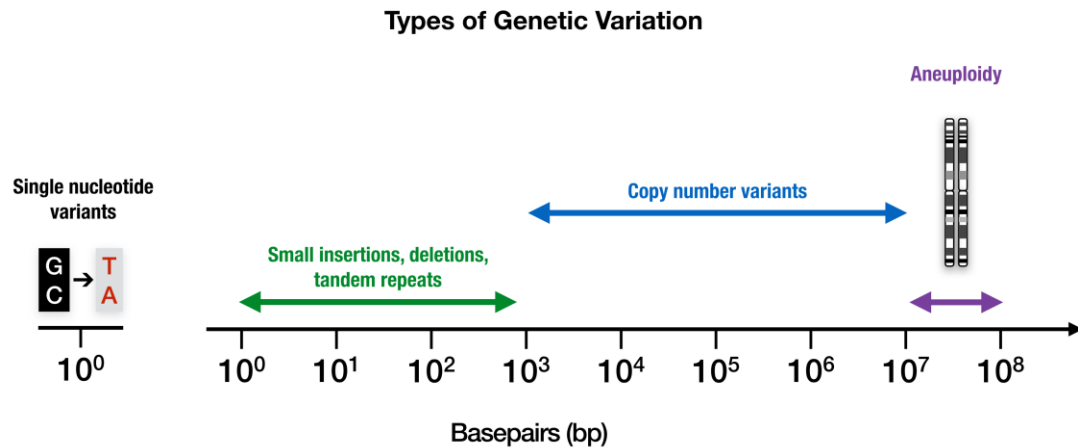 Types of Genetic Variation
Aneuploidy
Single nucleotide
variants
Copy number variants
Small insertions, deletions,
tandem repeats
G → T
C A
10⁰
10⁰ 10¹ 10² 10³ 10⁴ 10⁵ 10⁶ 10⁷ 10⁸
Basepairs (bp)